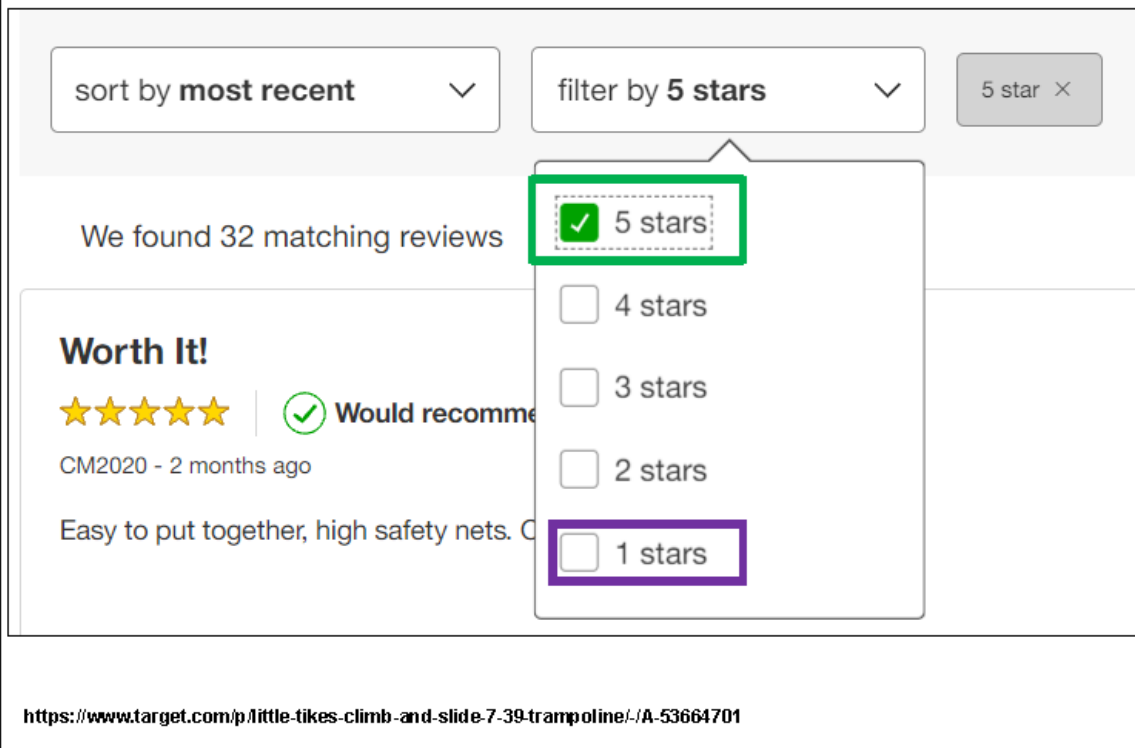 sort by most recent
filter by 5 stars
5 star ×
5 stars
We found 32 matching reviews
4 stars
Worth It!
3 stars
Would recomme
CM2020 - 2 months ago
2 stars
Easy to put together, high safety nets. C
1 stars
https://www.target.com/p/little-tikes-climb-and-slide-7-39-trampoline/-/A-53664701